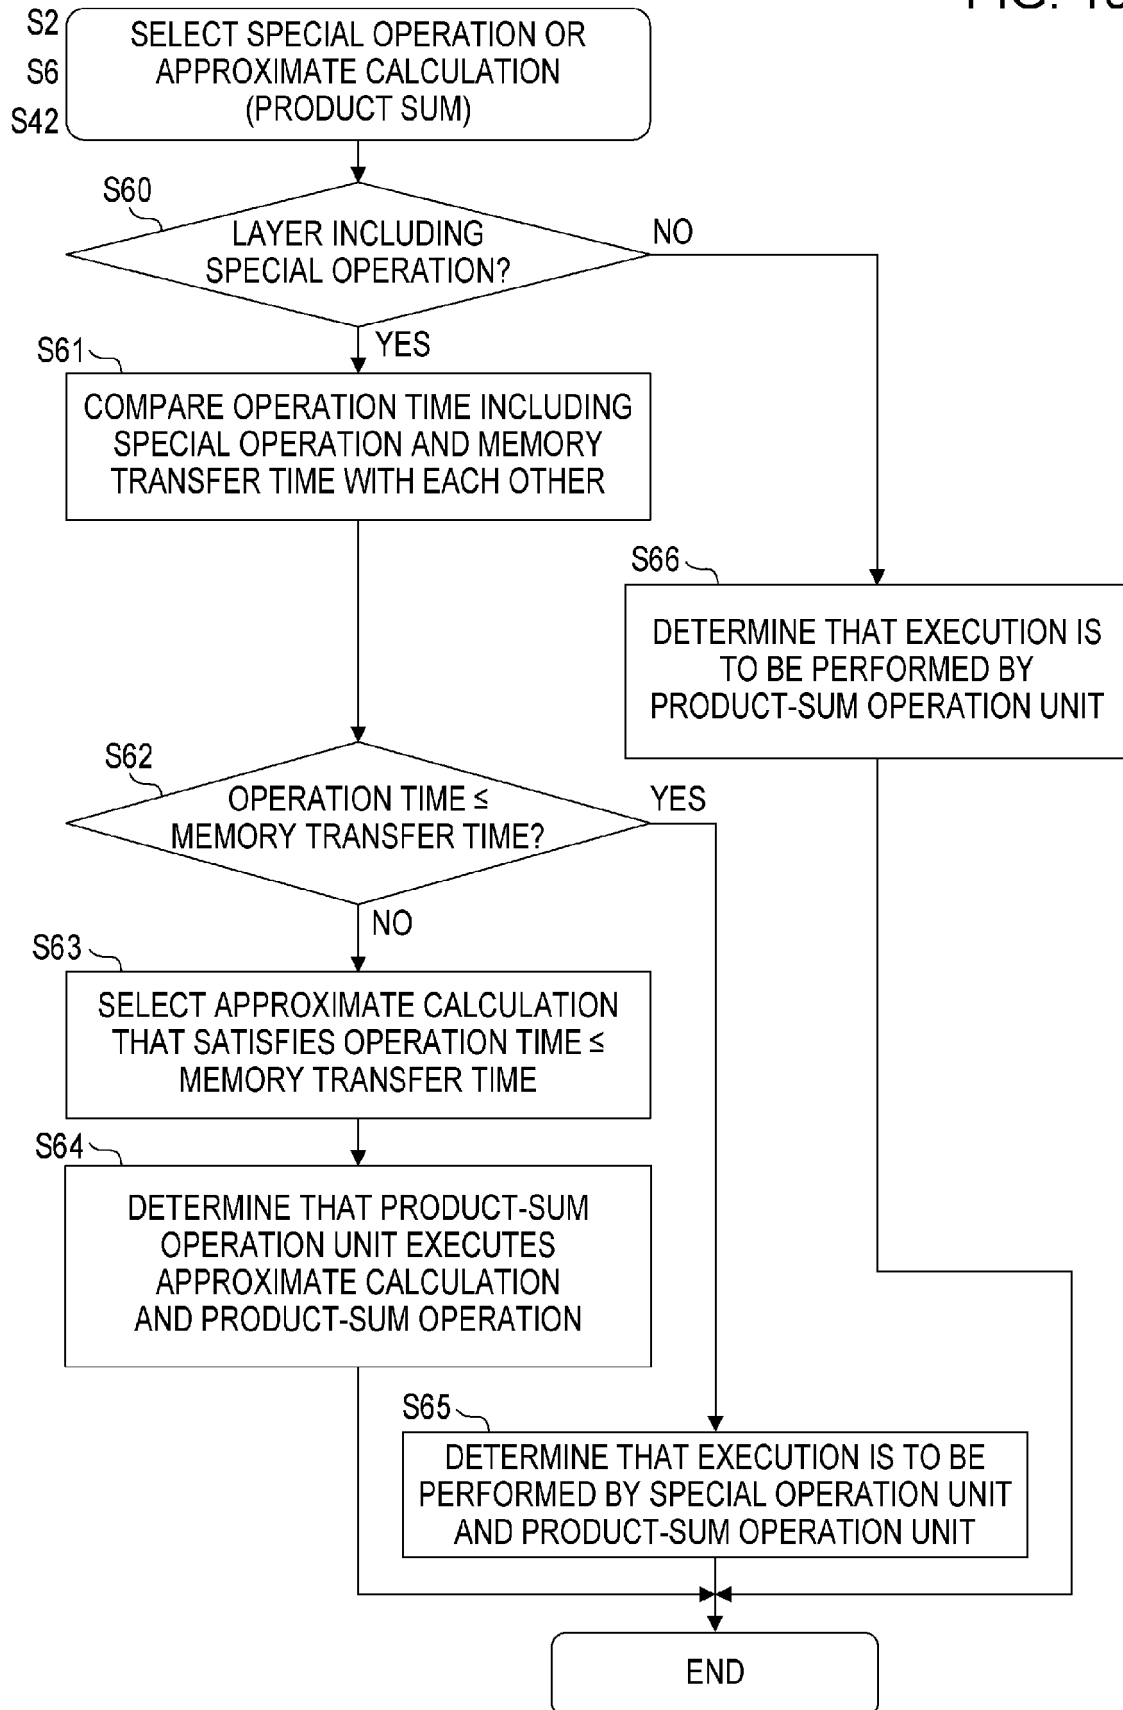 FIG.
S2
SELECT SPECIAL OPERATION OR
S6
APPROXIMATE CALCULATION
S42
(PRODUCT SUM)
S60
LAYER INCLUDING
SPECIAL OPERATION?
NO
YES
S61
COMPARE OPERATION TIME INCLUDING
SPECIAL OPERATION AND MEMORY
TRANSFER TIME WITH EACH OTHER
S66
DETERMINE THAT EXECUTION IS
TO BE PERFORMED BY
PRODUCT-SUM OPERATION UNIT
S62
OPERATION TIME ≤
MEMORY TRANSFER TIME?
YES
NO
S63
SELECT APPROXIMATE CALCULATION
THAT SATISFIES OPERATION TIME ≤
MEMORY TRANSFER TIME
S64
DETERMINE THAT PRODUCT-SUM
OPERATION UNIT EXECUTES
APPROXIMATE CALCULATION
AND PRODUCT-SUM OPERATION
S65
DETERMINE THAT EXECUTION IS TO BE
PERFORMED BY SPECIAL OPERATION UNIT
AND PRODUCT-SUM OPERATION UNIT
END